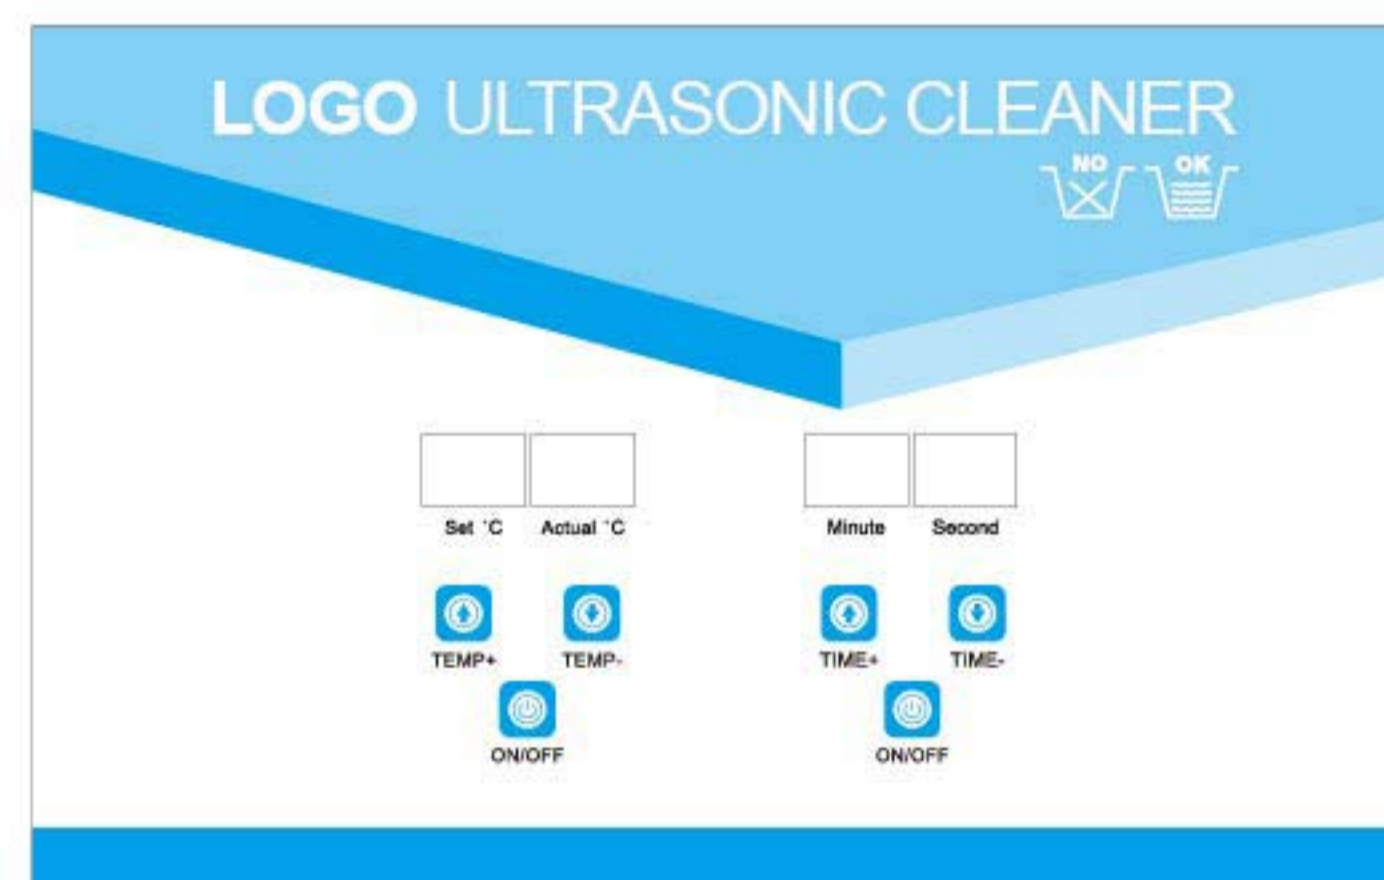 LOGO ULTRASONIC CLEANER
NO OK
Set °C Actual °C Minute Second
TEMP+ TEMP- TIME+ TIME-
ON/OFF ON/OFF